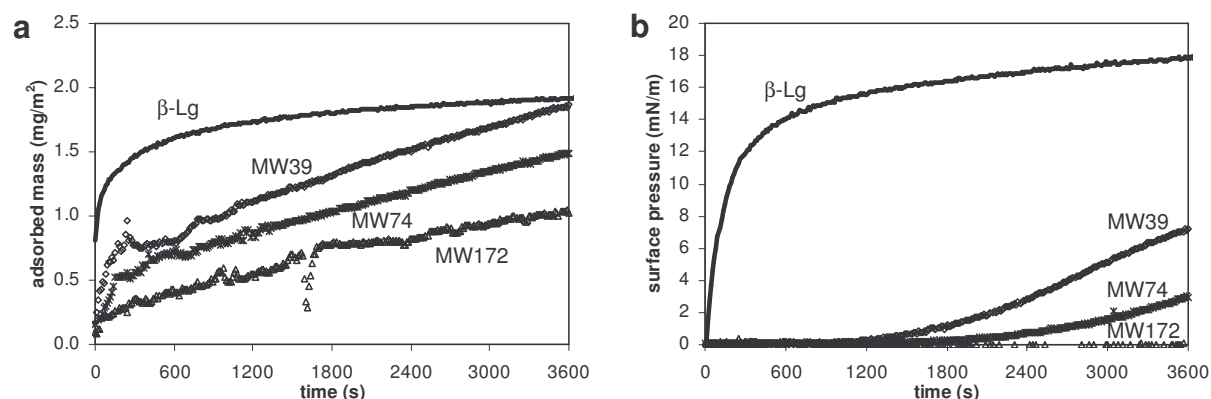 a
2.5
2.0
1.5
1.0
0.5
0.0
adsorbed mass (mg/m²)
β-Lg
MW39
MW74
MW172
0 600 1200 1800 2400 3000 3600
time (s)
b
20
18
16
14
12
10
8
6
4
2
0
surface pressure (mN/m)
β-Lg
MW39
MW74
MW172
0 600 1200 1800 2400 3000 3600
time (s)